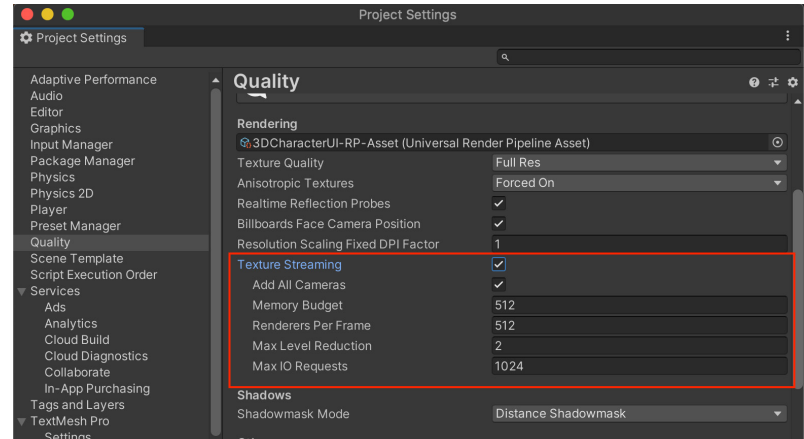 Project Settings
Project Settings
Adaptive Performance
Audio
Editor
Graphics
Input Manager
Package Manager
Physics
Physics 2D
Player
Preset Manager
Quality
Scene Template
Script Execution Order
Services
Ads
Analytics
Cloud Build
Cloud Diagnostics
Collaborate
In-App Purchasing
Tags and Layers
TextMesh Pro
Settings
Quality
Rendering
3DCharacterUI-RP-Asset (Universal Render Pipeline Asset)
Texture Quality Full Res
Anisotropic Textures Forced On
Realtime Reflection Probes
Billboards Face Camera Position
Resolution Scaling Fixed DPI Factor 1
Texture Streaming
Add All Cameras
Memory Budget 512
Renderers Per Frame 512
Max Level Reduction 2
Max IO Requests 1024
Shadows
Shadowmask Mode Distance Shadowmask